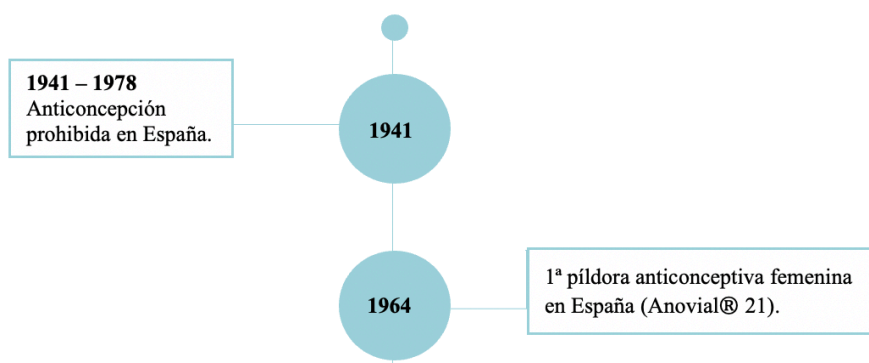 1941 – 1978
Anticoncepción
prohibida en España.
1941
1964
1ª píldora anticonceptiva femenina
en España (Anovial® 21).